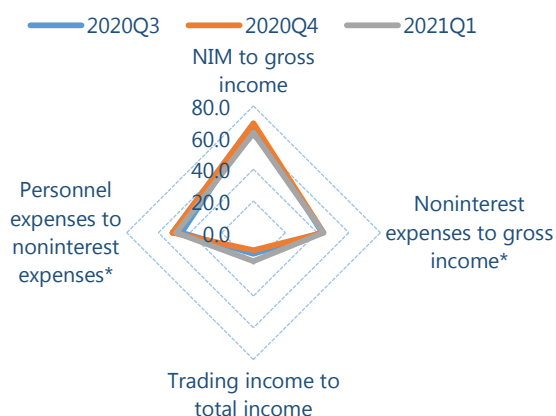 2020Q3 2020Q4 2021Q1
NIM to gross
income
80.0
60.0
40.0
20.0
0.0
Personnel
expenses to
noninterest
expenses*
Noninterest
expenses to gross
income*
Trading income to
total income